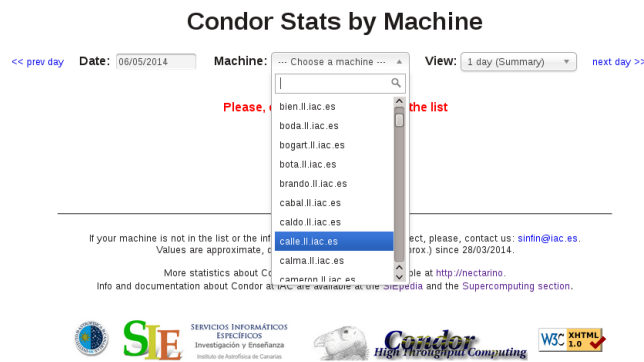 Condor Stats by Machine
<< prev day Date: 06/05/2014 Machine: --- Choose a machine --- View: 1 day (Summary) next day >>
Please, the list
bien.ll.iac.es
boda.ll.iac.es
bogart.ll.iac.es
bota.ll.iac.es
brando.ll.iac.es
cabal.ll.iac.es
caldo.ll.iac.es
calle.ll.iac.es
calma.ll.iac.es
cameron.ll.iac.es
If your machine is not in the list or the ect, please, contact us: sinfin@iac.es.
Values are approximate, prox.) since 28/03/2014.
More statistics about Co le at http://nectarino.
Info and documentation about Condor at IAC are available at the SIEpedia and the Supercomputing section.
SIE SERVICIOS INFORMÁTICOS
ESPECÍFICOS
Investigación y Enseñanza
Instituto de Astrofísica de Canarias
Condor
High Throughput Computing
W3C XHTML
1.0